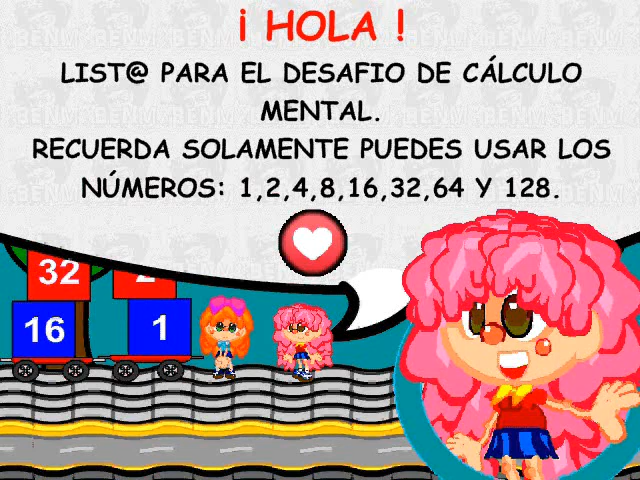 ¡ HOLA !
LIST@ PARA EL DESAFIO DE CÁLCULO
MENTAL.
RECUERDA SOLAMENTE PUEDES USAR LOS
NÚMEROS: 1,2,4,8,16,32,64 Y 128.
32
2
16
1